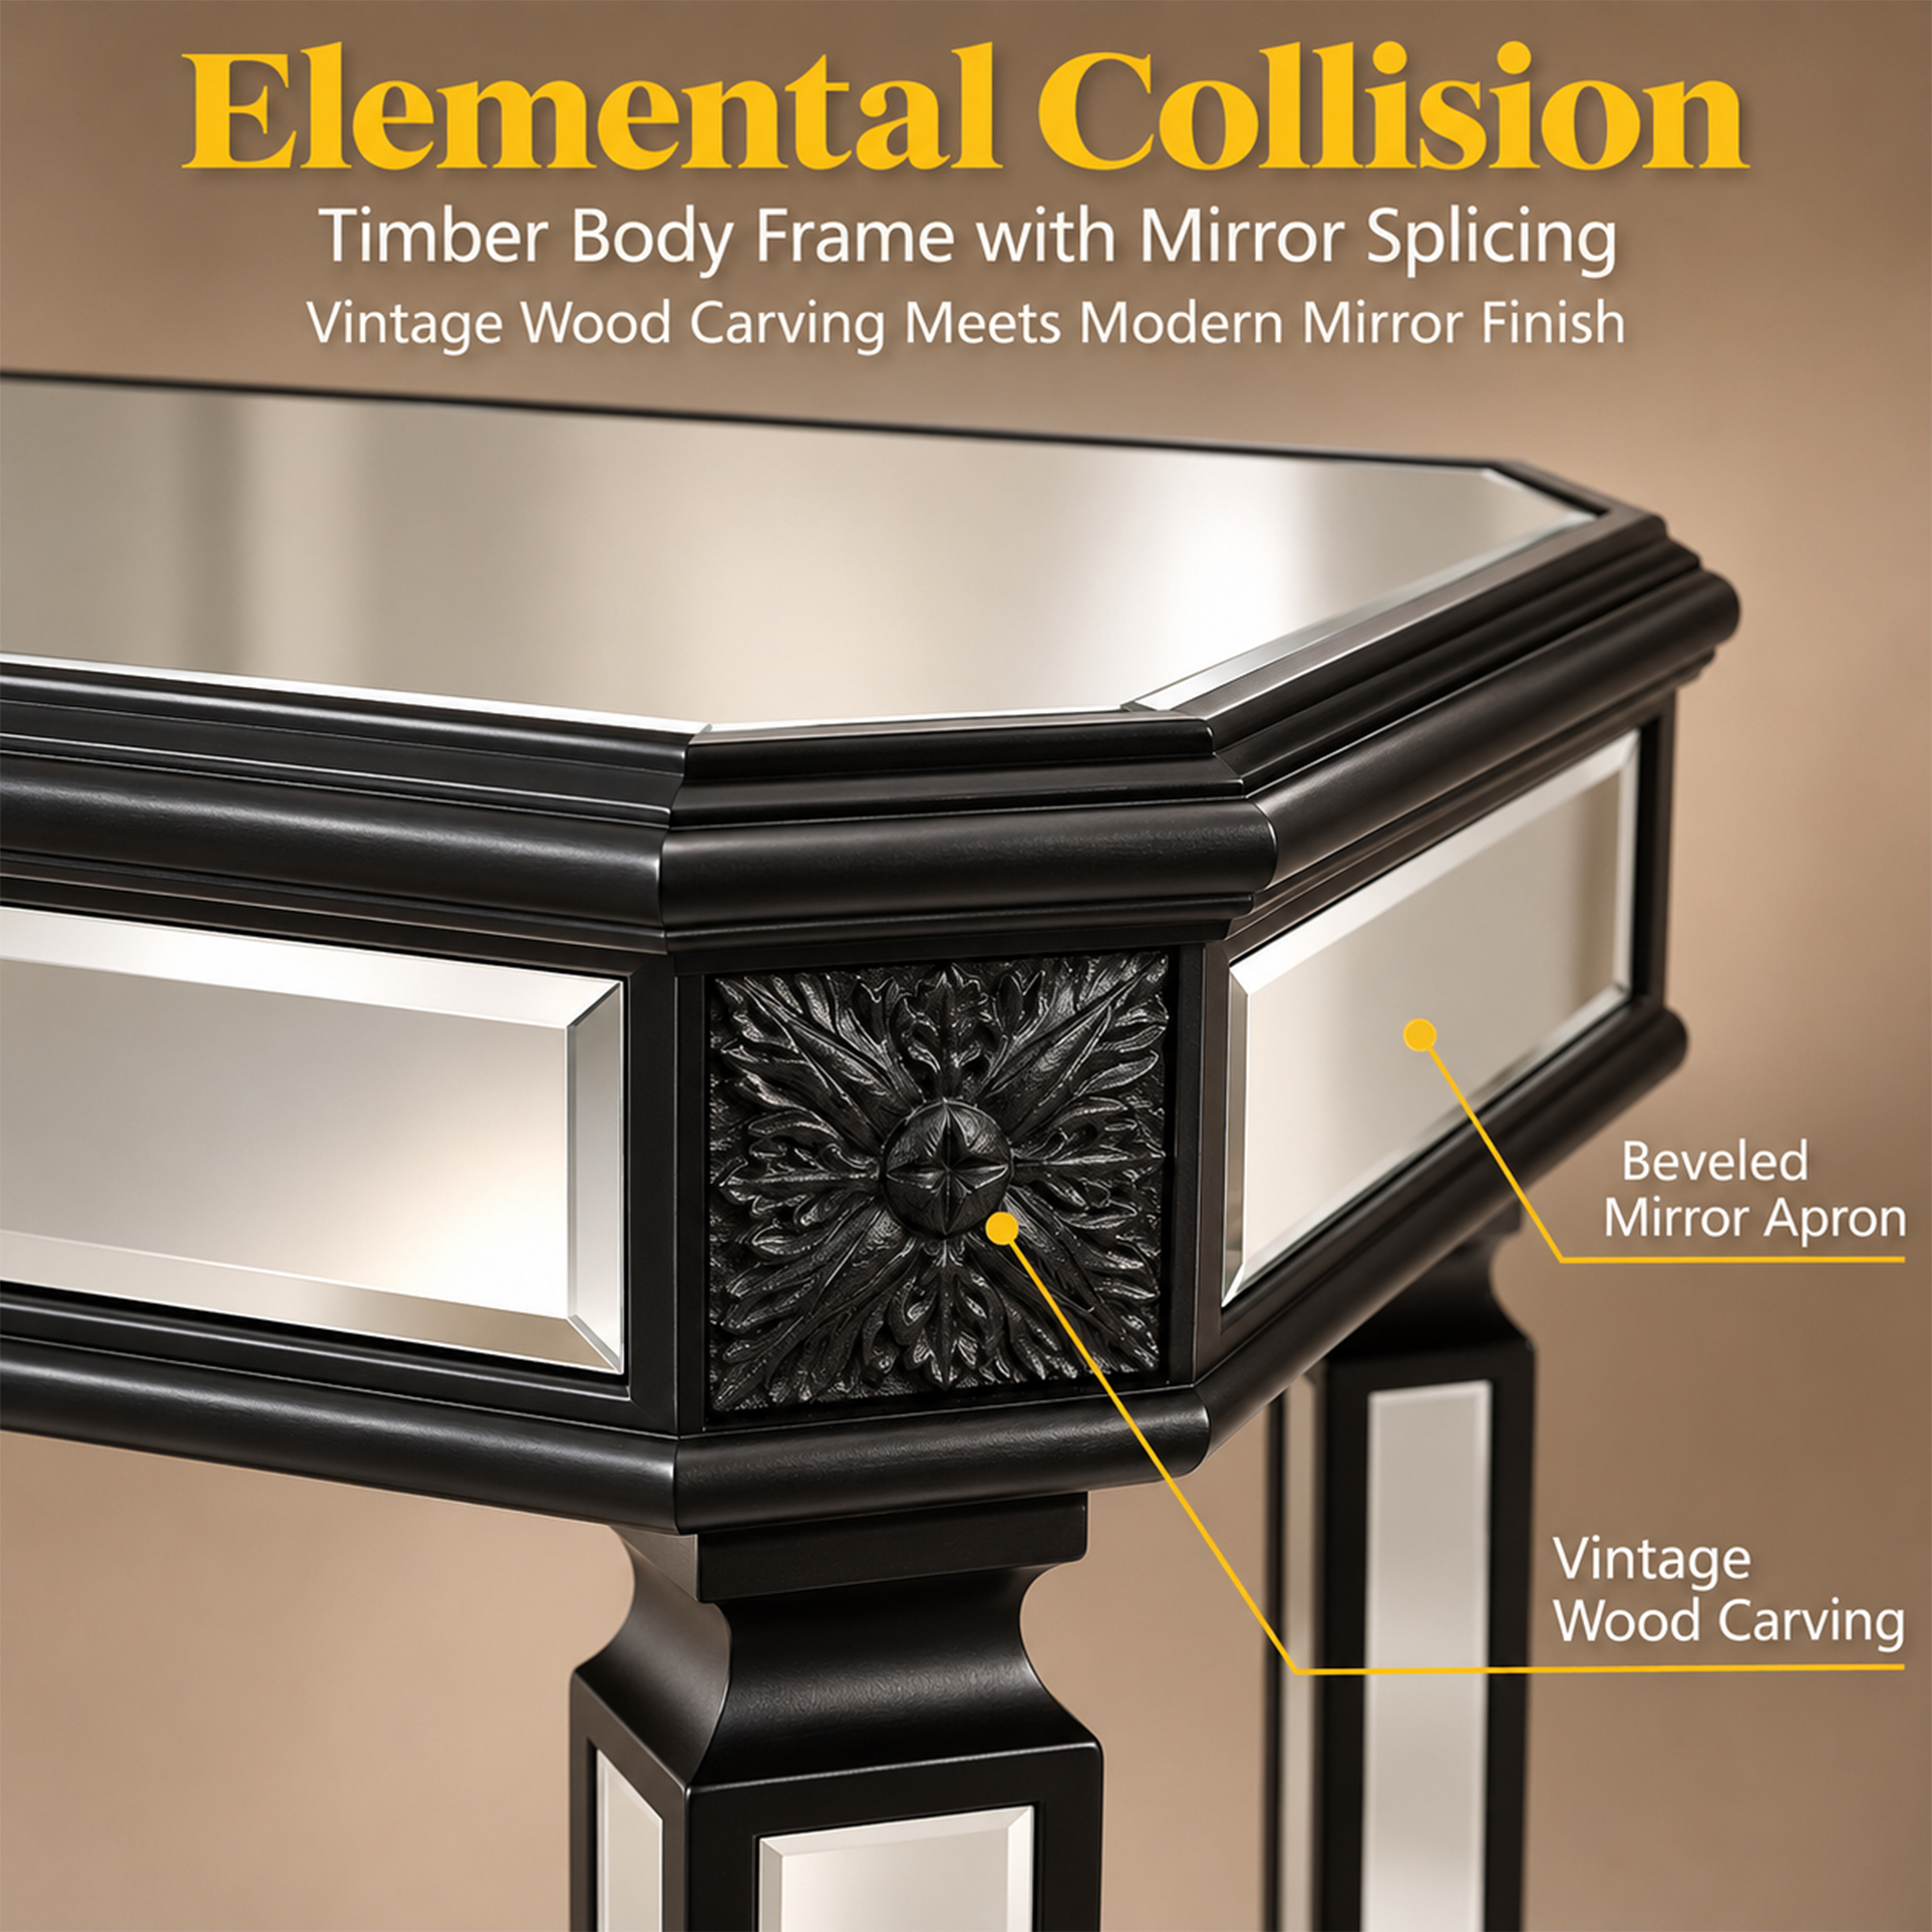 Elemental Collision
Timber Body Frame with Mirror Splicing
Vintage Wood Carving Meets Modern Mirror Finish
Beveled
Mirror Apron
Vintage
Wood Carving